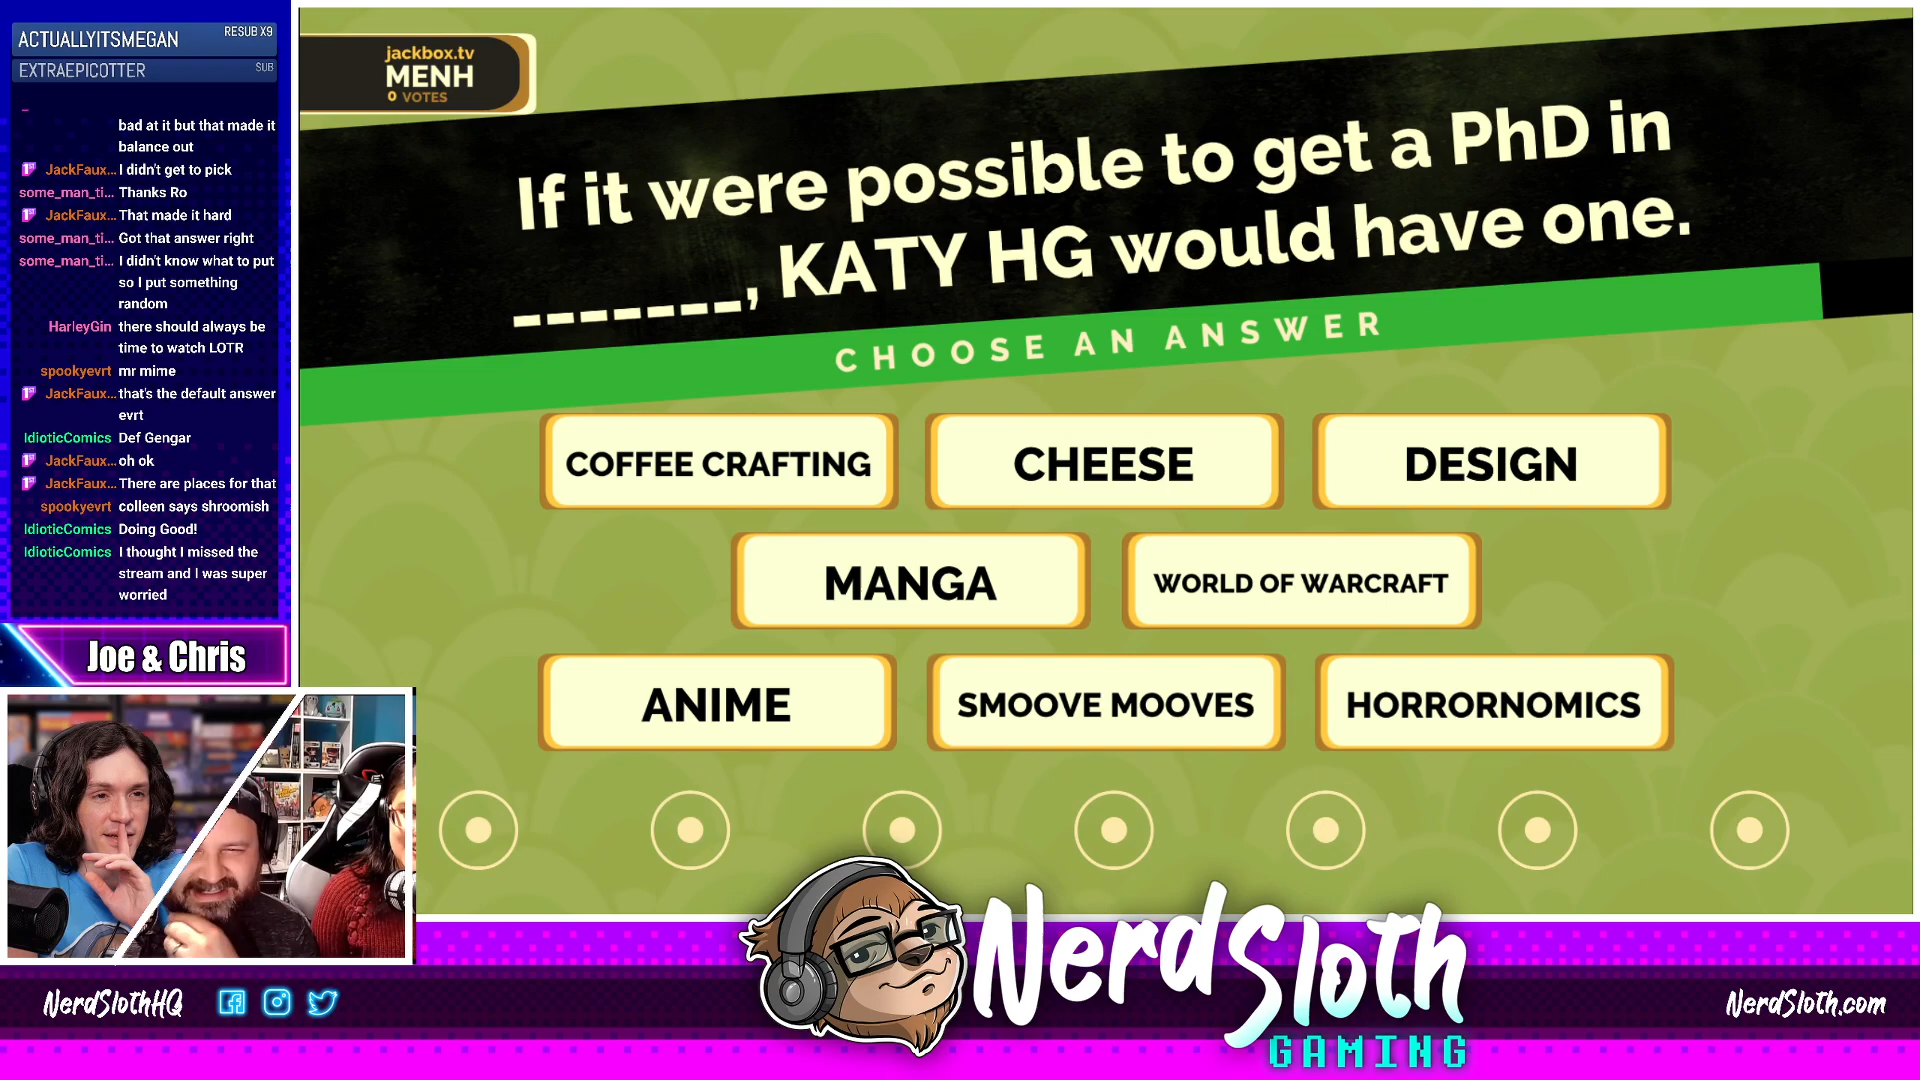 ACTUALLYITSMEGAN RESUB X9
EXTRAEPICOTTER SUB
bad at it but that made it
balance out
JackFaux... I didn't get to pick
some_man_ti... Thanks Ro
JackFaux... That made it hard
some_man_ti... Got that answer right
some_man_ti... I didn't know what to put
so I put something
random
HarleyGin there should always be
time to watch LOTR
spookyevrt mr mime
JackFaux... that's the default answer
evrt
IdioticComics Def Gengar
JackFaux... oh ok
JackFaux... There are places for that
spookyevrt colleen says shroomish
IdioticComics Doing Good!
IdioticComics I thought I missed the
stream and I was super
worried
Joe & Chris
jackbox.tv
MENH
0 VOTES
If it were possible to get a PhD in
_______, KATY HG would have one.
CHOOSE AN ANSWER
COFFEE CRAFTING CHEESE DESIGN
MANGA WORLD OF WARCRAFT
ANIME SMOOVE MOOVES HORRORNOMICS
NerdSloth
GAMING
NerdSlothHQ
NerdSloth.com